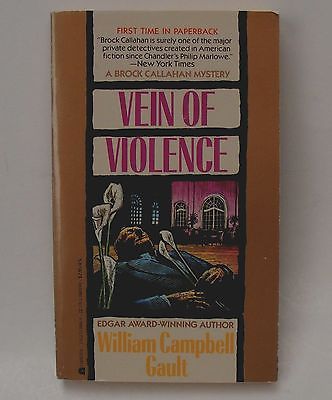 FIRST TIME IN PAPERBACK
"Brock Callahan is surely one of the major
private detectives created in American
fiction since Chandler's Philip Marlowe."
—New York Times
A BROCK CALLAHAN MYSTERY
VEIN OF
VIOLENCE
EDGAR AWARD-WINNING AUTHOR
William Campbell
Gault